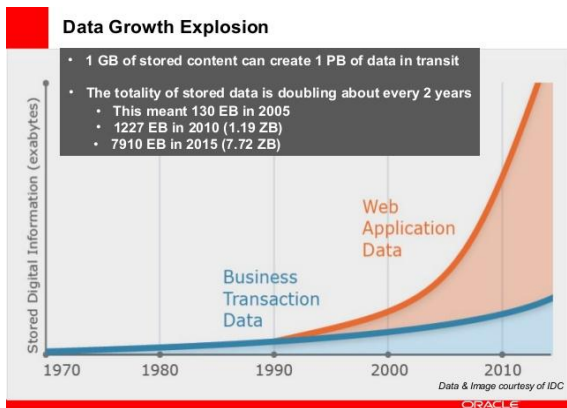 Data Growth Explosion
• 1 GB of stored content can create 1 PB of data in transit
• The totality of stored data is doubling about every 2 years
• This meant 130 EB in 2005
• 1227 EB in 2010 (1.19 ZB)
• 7910 EB in 2015 (7.72 ZB)
Stored Digital Information (exabytes)
Web
Application
Data
Business
Transaction
Data
1970 1980 1990 2000 2010
Data & Image courtesy of IDC
ORACLE